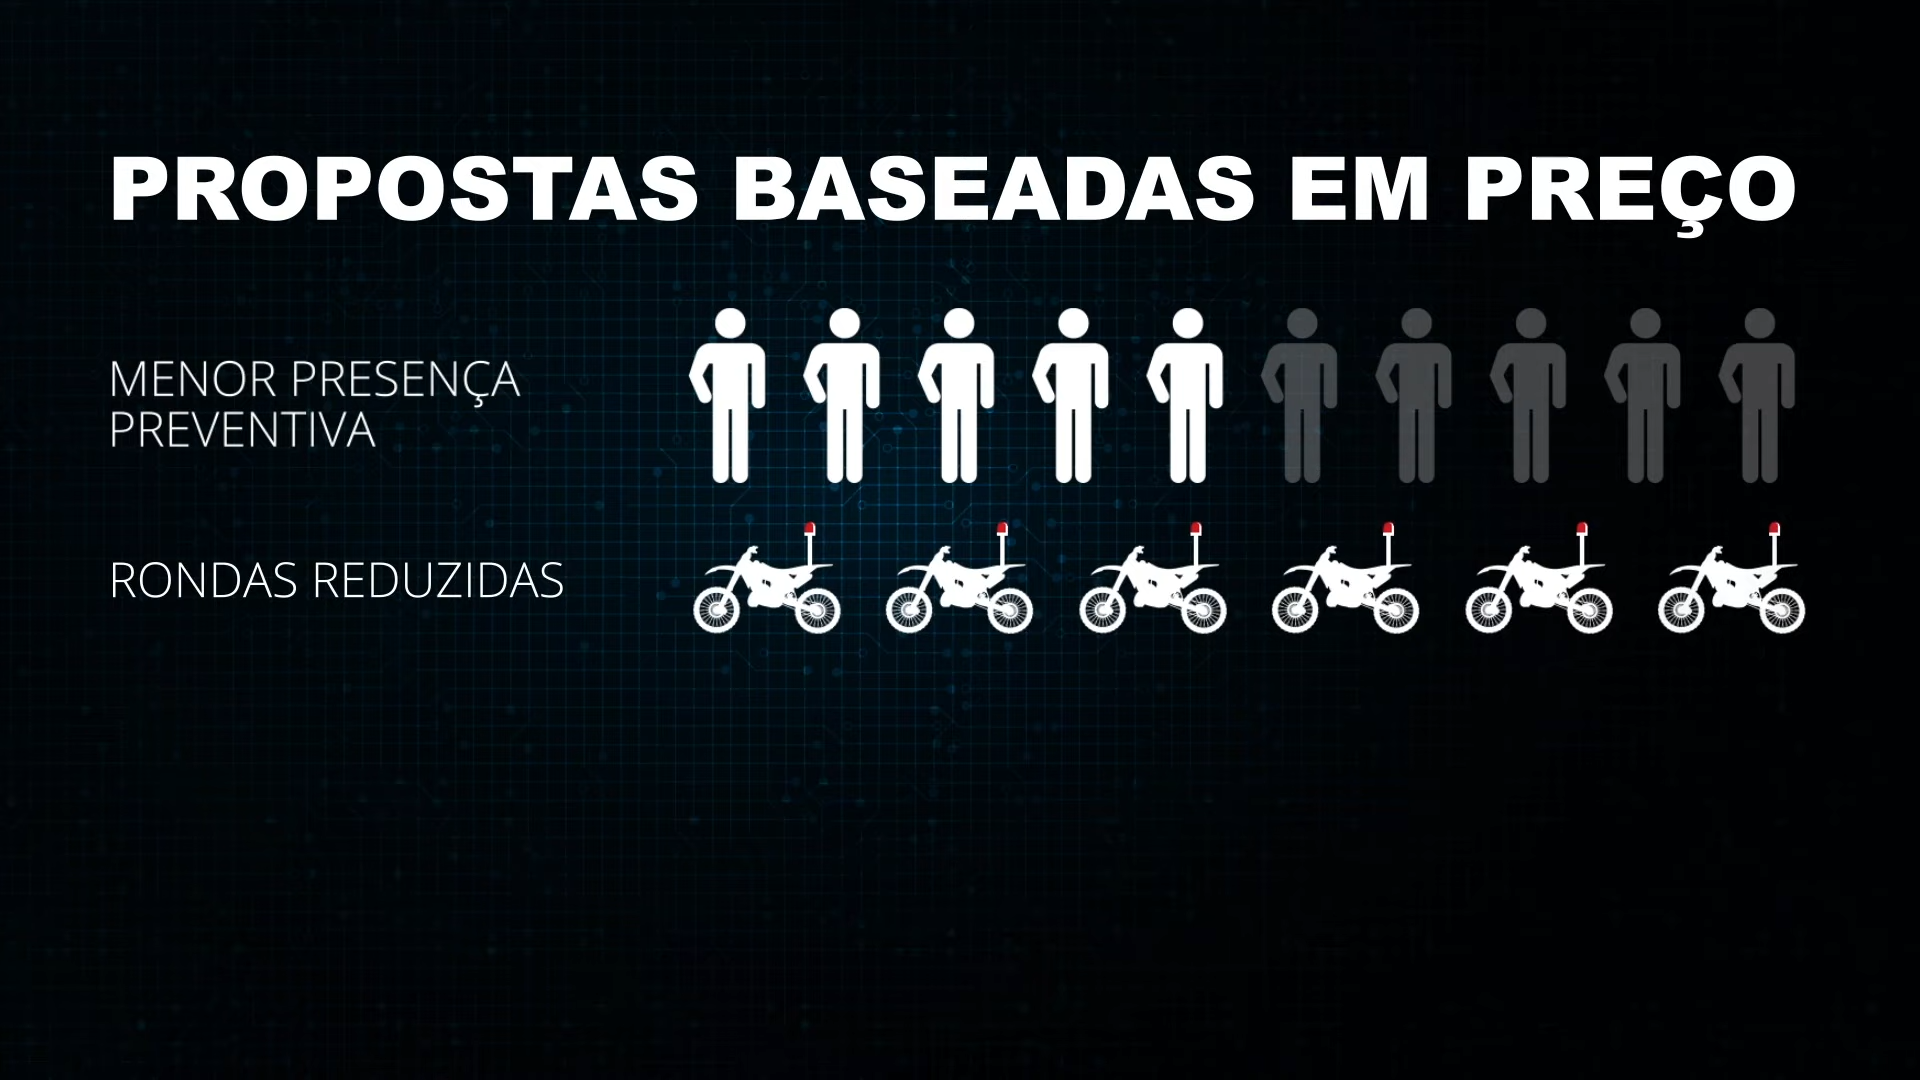 PROPOSTAS BASEADAS EM PREÇO
MENOR PRESENÇA
PREVENTIVA
RONDAS REDUZIDAS